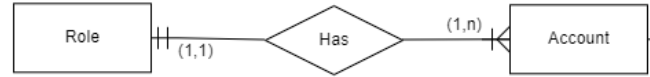 Role
(1,1)
Has
(1,n)
Account